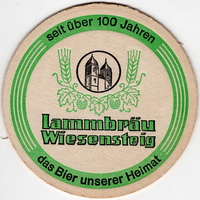 seit über 100 Jahren
Lammbräu
Wiesensteig
das Bier unserer Heimat